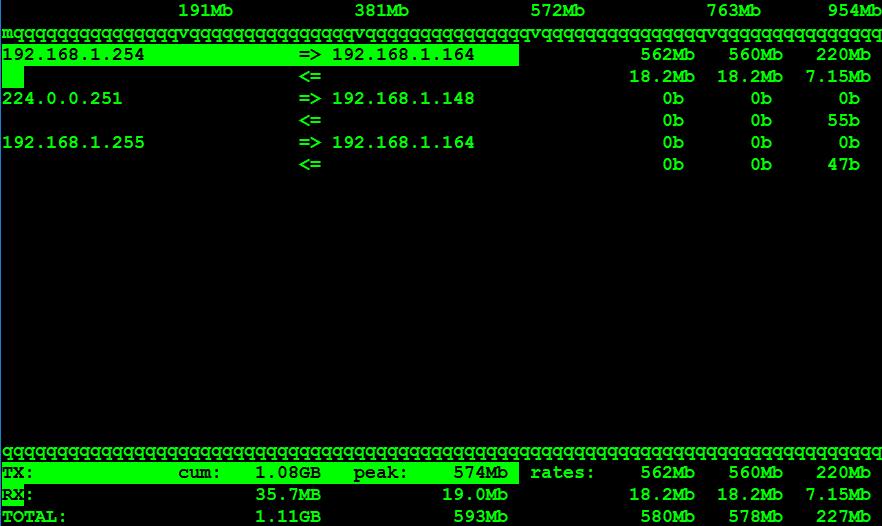 191Mb 381Mb 572Mb 763Mb 954Mb
mqqqqqqqqqqqqqqqvqqqqqqqqqqqqqqqvqqqqqqqqqqqqqqqvqqqqqqqqqqqqqqqvqqqqqqqqqqqqqqq
192.168.1.254 => 192.168.1.164 562Mb 560Mb 220Mb
<= 18.2Mb 18.2Mb 7.15Mb
224.0.0.251 => 192.168.1.148 0b 0b 0b
<= 0b 0b 55b
192.168.1.255 => 192.168.1.164 0b 0b 0b
<= 0b 0b 47b
qqqqqqqqqqqqqqqqqqqqqqqqqqqqqqqqqqqqqqqqqqqqqqqqqqqqqqqqqqqqqqqqqqqqqqqqqqqqqqqq
TX: cum: 1.08GB peak: 574Mb rates: 562Mb 560Mb 220Mb
RX: 35.7MB 19.0Mb 18.2Mb 18.2Mb 7.15Mb
TOTAL: 1.11GB 593Mb 580Mb 578Mb 227Mb